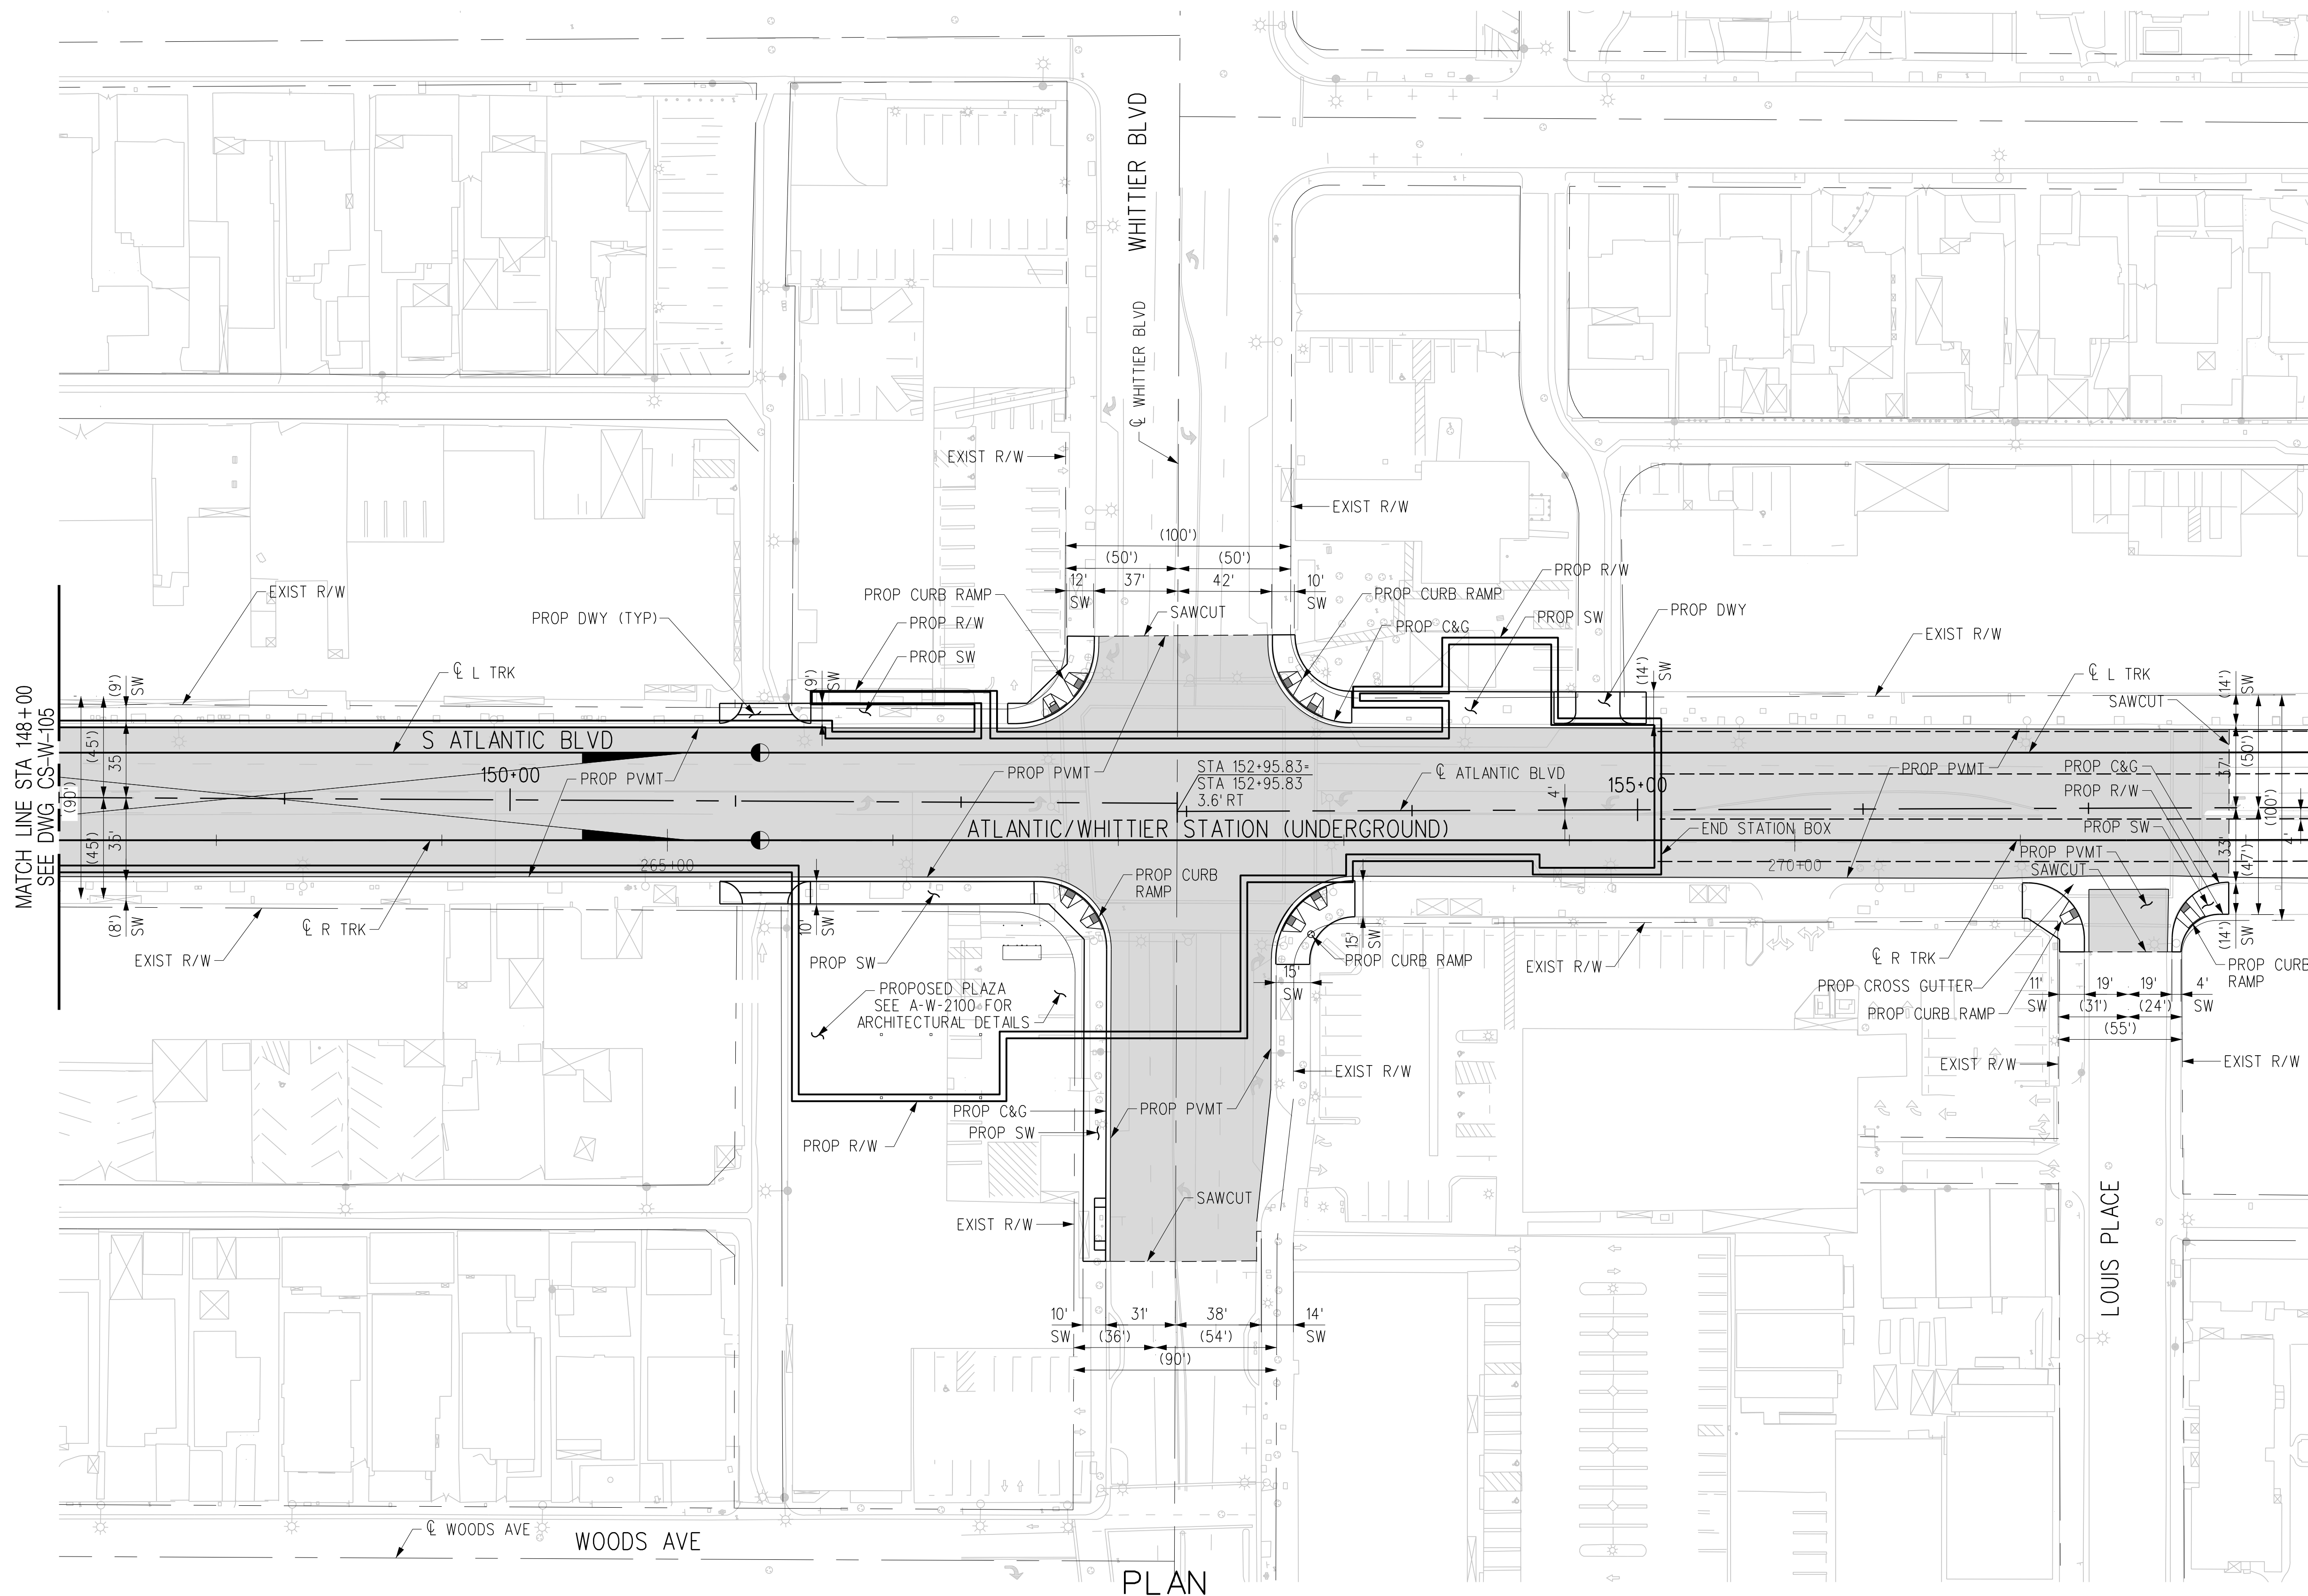 WHITTIER BLVD
℄ WHITTIER BLVD
EXIST R/W
EXIST R/W
(100')
(50')
(50')
12'
SW
37'
42'
10'
SW
EXIST R/W
PROP DWY (TYP)
PROP CURB RAMP
PROP R/W
PROP SW
(9')
SW
SAWCUT
PROP CURB RAMP
PROP C&G
PROP R/W
PROP SW
PROP DWY
(14')
SW
EXIST R/W
℄ L TRK
SAWCUT
(14')
SW
MATCH LINE STA 148+00
SEE DWG CS-W-105
(9')
SW
(45')
35'
(90')
(45')
35'
(8')
SW
℄ L TRK
S ATLANTIC BLVD
150+00
PROP PVMT
PROP PVMT
STA 152+95.83=
STA 152+95.83
3.6' RT
℄ ATLANTIC BLVD
4'
155+00
PROP PVMT
ATLANTIC/WHITTIER STATION (UNDERGROUND)
END STATION BOX
265+00
270+00
37'
(50')
(100')
33'
(47')
4'
PROP C&G
PROP R/W
PROP SW
PROP PVMT
SAWCUT
(14')
SW
PROP CURB
RAMP
EXIST R/W
℄ R TRK
10'
SW
PROP SW
PROPOSED PLAZA
SEE A-W-2100 FOR
ARCHITECTURAL DETAILS
PROP CURB
RAMP
15'
SW
15'
SW
PROP CURB RAMP
EXIST R/W
℄ R TRK
PROP CROSS GUTTER
PROP CURB RAMP
11'
SW
19'
19'
4'
SW
(31')
(24')
(55')
EXIST R/W
EXIST R/W
EXIST R/W
PROP C&G
PROP SW
PROP PVMT
PROP R/W
SAWCUT
EXIST R/W
10'
SW
31'
38'
14'
SW
(36')
(54')
(90')
LOUIS PLACE
℄ WOODS AVE
WOODS AVE
PLAN